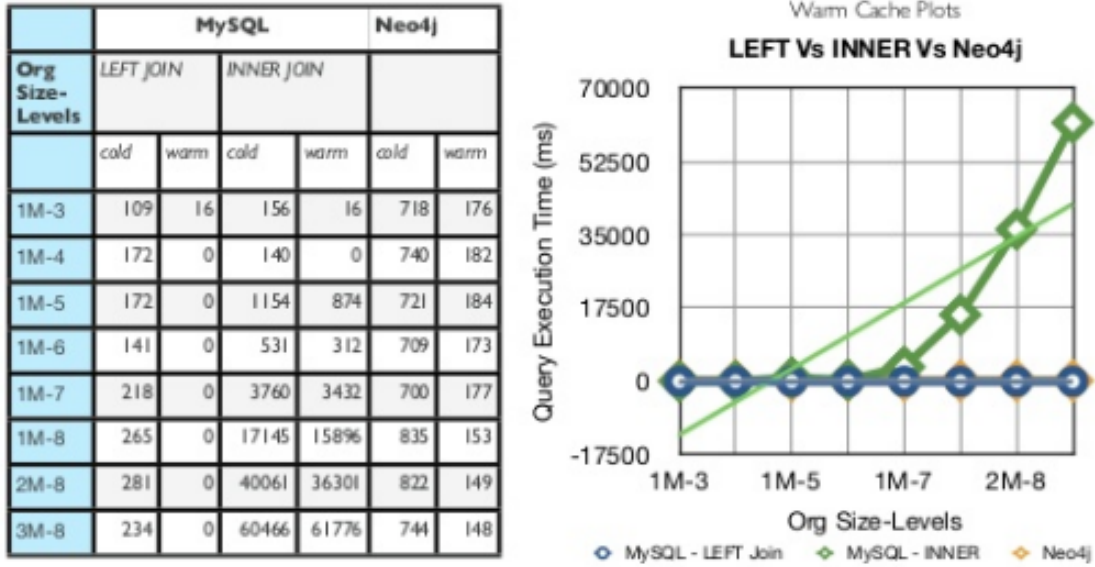 MySQL Neo4j
Org Size-Levels LEFT JOIN INNER JOIN
cold warm cold warm cold warm
1M-3 109 16 156 16 718 176
1M-4 172 0 140 0 740 182
1M-5 172 0 1154 874 721 184
1M-6 141 0 531 312 709 173
1M-7 218 0 3760 3432 700 177
1M-8 265 0 17145 15896 835 153
2M-8 281 0 40061 36301 822 149
3M-8 234 0 60466 61776 744 148
Warm Cache Plots
LEFT Vs INNER Vs Neo4j
Query Execution Time (ms)
70000
52500
35000
17500
0
-17500
1M-3 1M-5 1M-7 2M-8
Org Size-Levels
MySQL - LEFT Join MySQL - INNER Neo4j